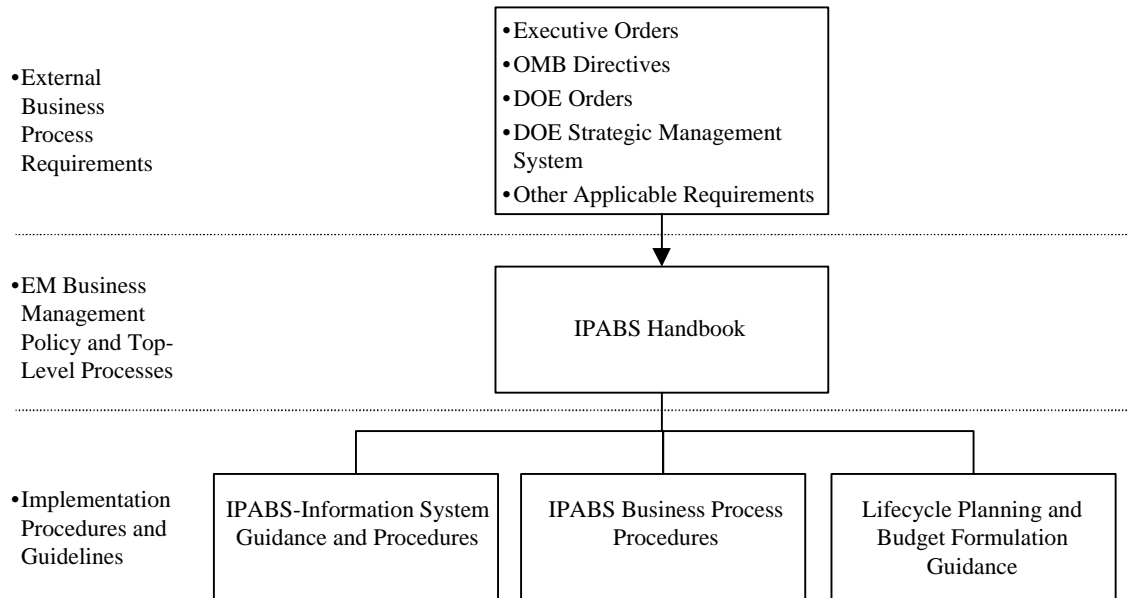 •External
Business
Process
Requirements
•Executive Orders
•OMB Directives
•DOE Orders
•DOE Strategic Management
System
•Other Applicable Requirements
•EM Business
Management
Policy and Top-
Level Processes
IPABS Handbook
•Implementation
Procedures and
Guidelines
IPABS-Information System
Guidance and Procedures
IPABS Business Process
Procedures
Lifecycle Planning and
Budget Formulation
Guidance